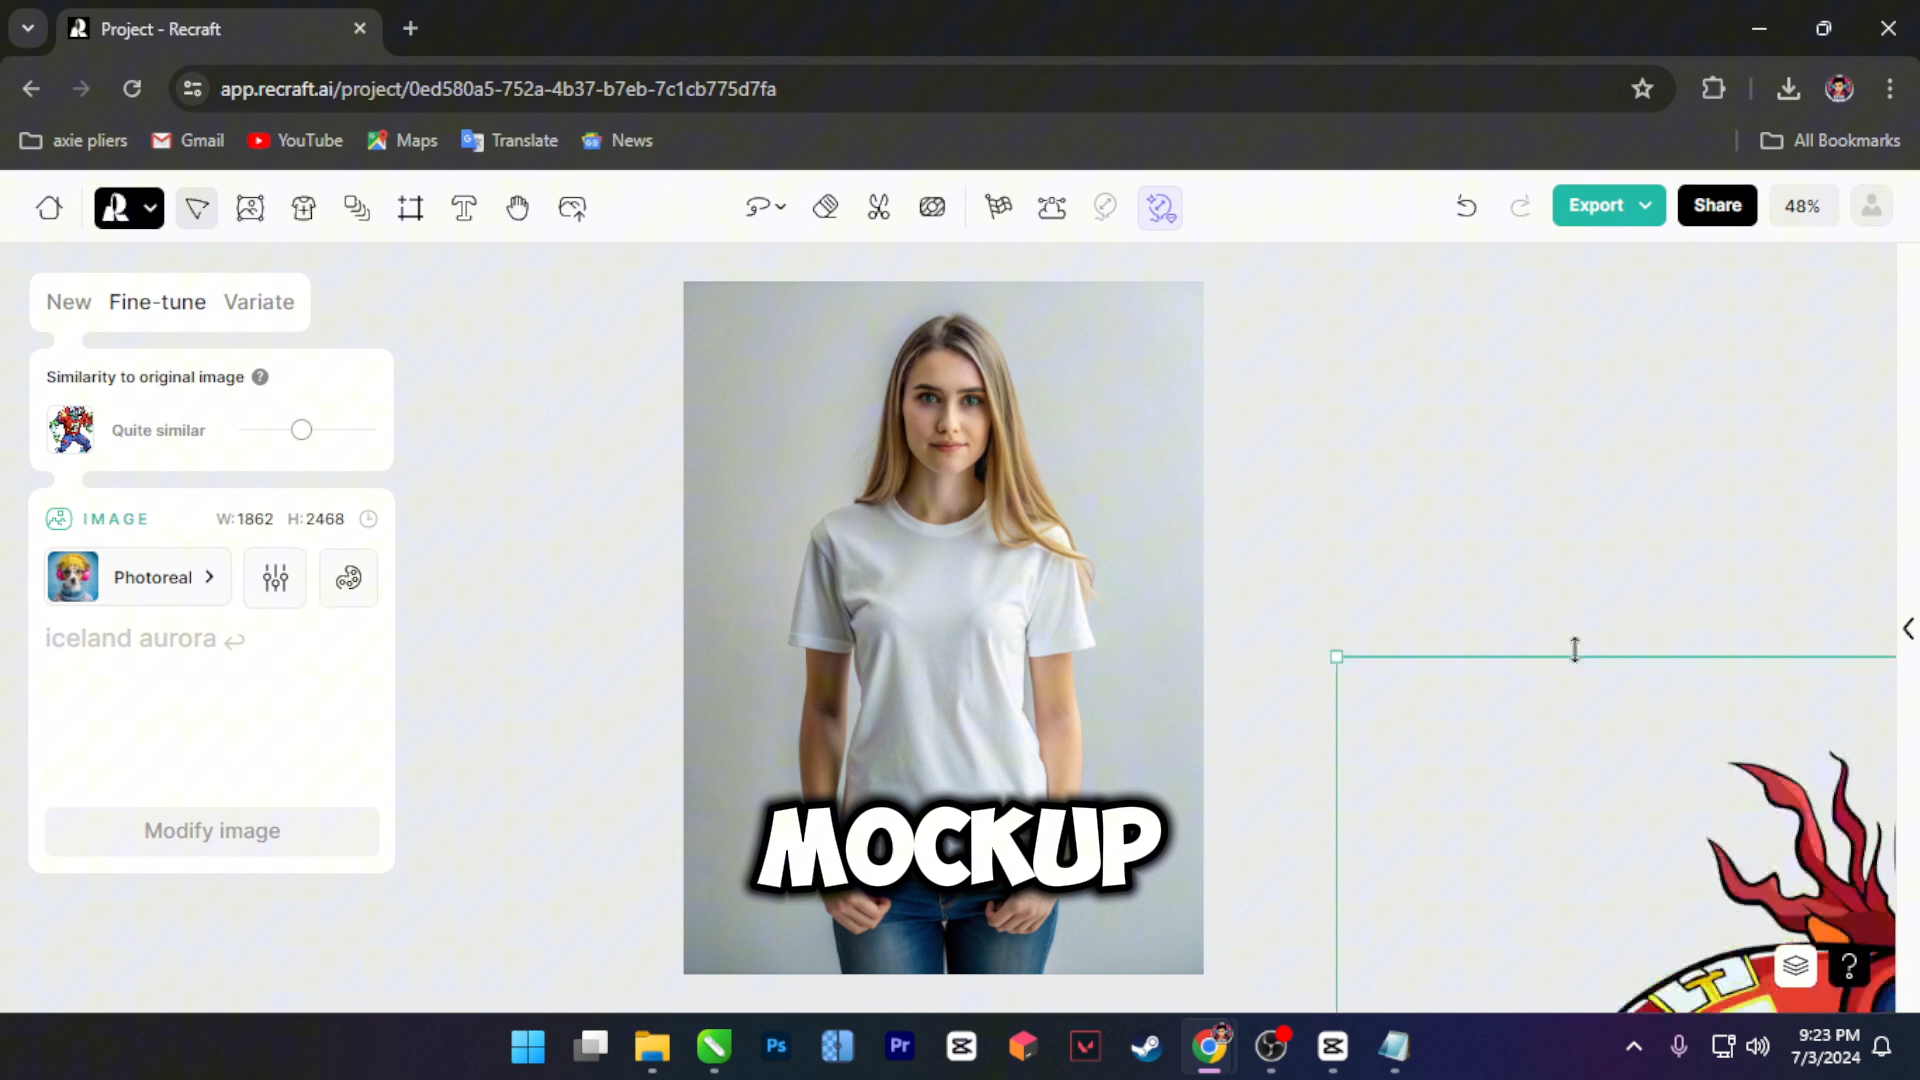 Project - Recraft
app.recraft.ai/project/0ed580a5-752a-4b37-b7eb-7c1cb775d7fa
axie pliers
Gmail
YouTube
Maps
Translate
News
All Bookmarks
Export
Share
48%
New Fine-tune Variate
Similarity to original image ?
Quite similar
IMAGE W:1862 H:2468
Photoreal
iceland aurora
Modify image
MOCKUP
?
Ps
Pr
9:23 PM
7/3/2024